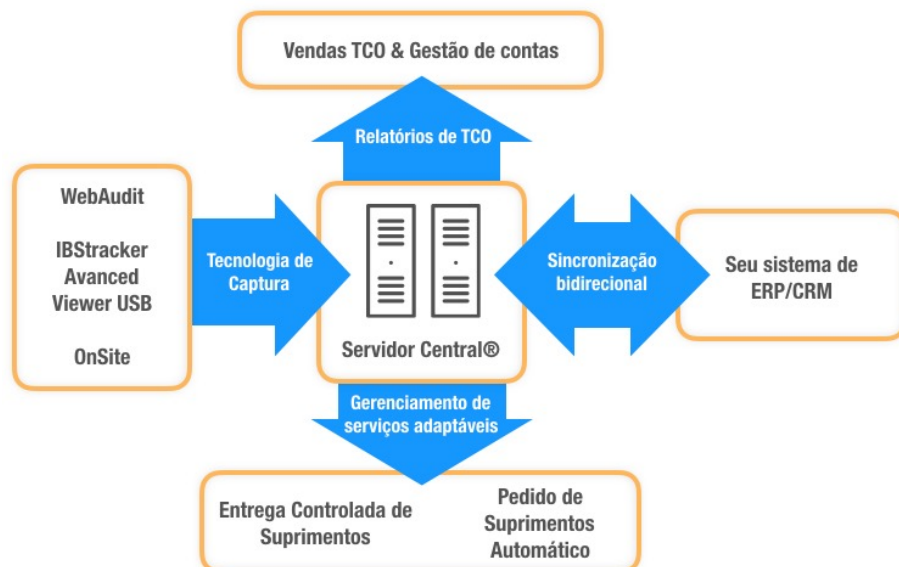 Vendas TCO & Gestão de contas
Relatórios de TCO
WebAudit
IBStracker
Avanced
Viewer USB
OnSite
Tecnologia de
Captura
Servidor Central®
Sincronização
bidirecional
Seu sistema de
ERP/CRM
Gerenciamento de
serviços adaptáveis
Entrega Controlada de
Suprimentos
Pedido de
Suprimentos
Automático